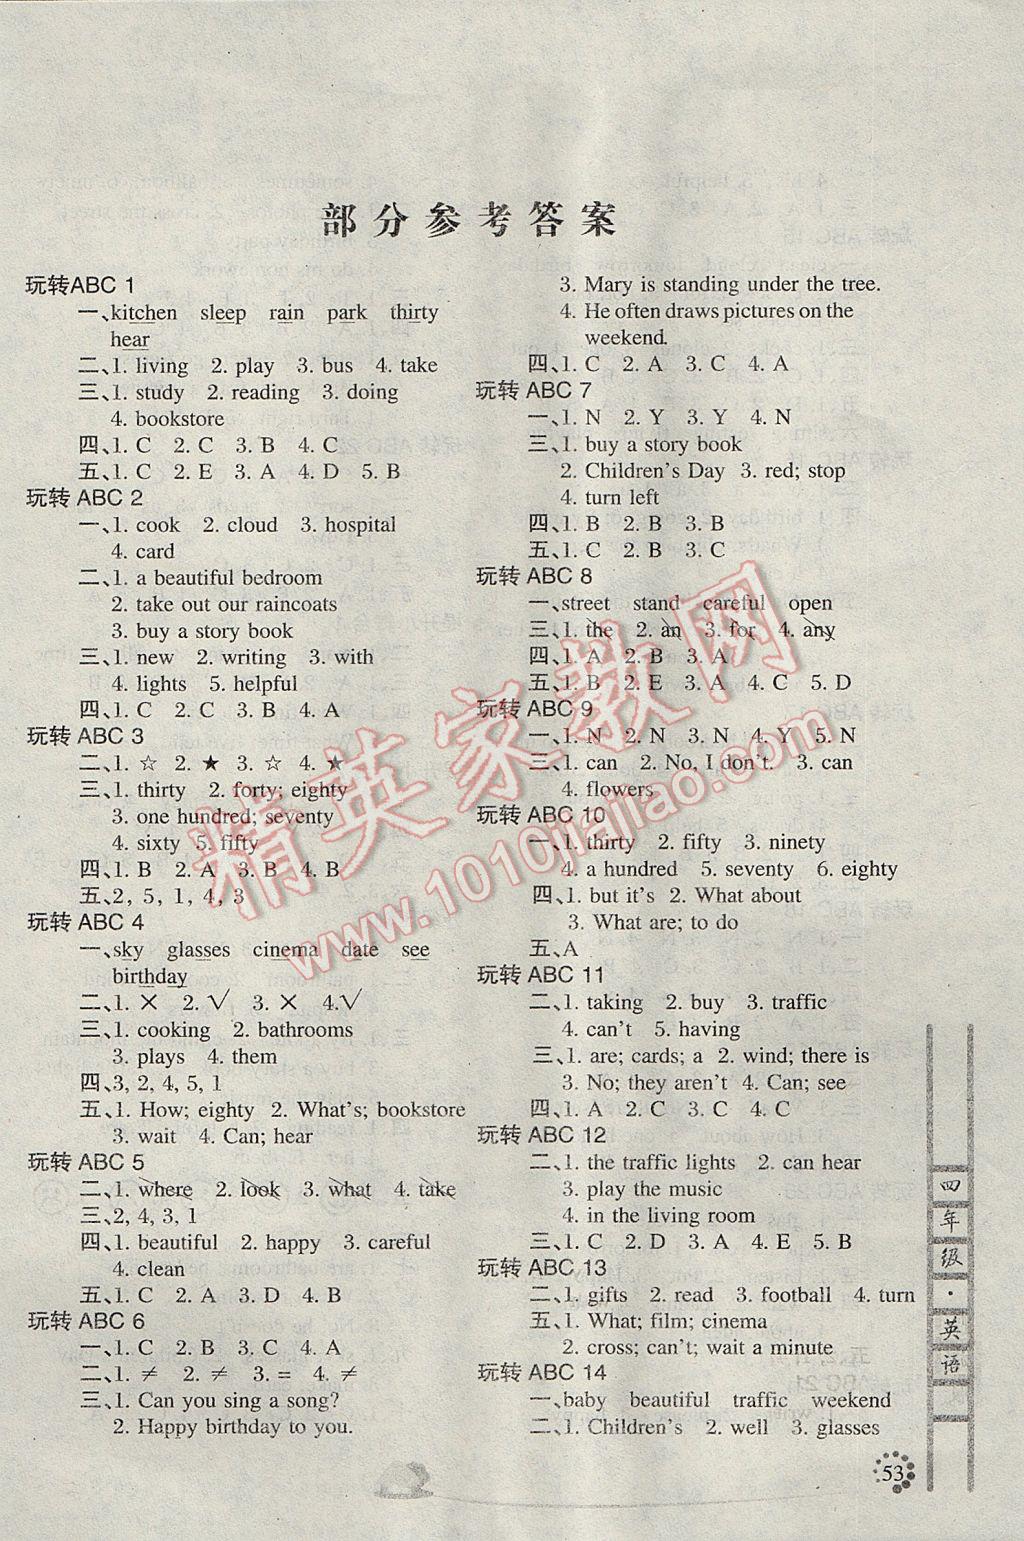 部分参考答案
玩转ABC 1
一、kitchen sleep rain park thirty
hear
二、1. living 2. play 3. bus 4. take
三、1. study 2. reading 3. doing
4. bookstore
四、1. C 2. C 3. B 4. C
五、1. C 2. E 3. A 4. D 5. B
玩转 ABC 2
一、1. cook 2. cloud 3. hospital
4. card
二、1. a beautiful bedroom
2. take out our raincoats
3. buy a story book
三、1. new 2. writing 3. with
4. lights 5. helpful
四、1. C 2. C 3. B 4. A
玩转 ABC 3
二、1. ☆ 2. ★ 3. ☆ 4. ★
三、1. thirty 2. forty; eighty
3. one hundred; seventy
4. sixty 5. fifty
四、1. B 2. A 3. B 4. B
五、2, 5, 1, 4, 3
玩转 ABC 4
一、sky glasses cinema date see
birthday
二、1. × 2. √ 3. × 4. √
三、1. cooking 2. bathrooms
3. plays 4. them
四、3, 2, 4, 5, 1
五、1. How; eighty 2. What's; bookstore
3. wait 4. Can; hear
玩转 ABC 5
二、1. where 2. look 3. what 4. take
三、2, 4, 3, 1
四、1. beautiful 2. happy 3. careful
4. clean
五、1. C 2. A 3. D 4. B
玩转 ABC 6
一、1. C 2. B 3. C 4. A
二、1. ≠ 2. ≠ 3. = 4. ≠
三、1. Can you sing a song?
2. Happy birthday to you.
3. Mary is standing under the tree.
4. He often draws pictures on the
weekend.
四、1. C 2. A 3. C 4. A
玩转 ABC 7
一、1. N 2. Y 3. Y 4. N
三、1. buy a story book
2. Children's Day 3. red; stop
4. turn left
四、1. B 2. B 3. B
五、1. C 2. B 3. C
玩转 ABC 8
一、street stand careful open
三、1. the 2. an 3. for 4. any
四、1. A 2. B 3. A
五、1. B 2. E 3. A 4. C 5. D
玩转 ABC 9
一、1. N 2. N 3. N 4. Y 5. N
三、1. can 2. No, I don't. 3. can
4. flowers
玩转 ABC 10
一、1. thirty 2. fifty 3. ninety
4. a hundred 5. seventy 6. eighty
四、1. but it's 2. What about
3. What are; to do
五、A
玩转 ABC 11
二、1. taking 2. buy 3. traffic
4. can't 5. having
三、1. are; cards; a 2. wind; there is
3. No; they aren't 4. Can; see
四、1. A 2. C 3. C 4. C
玩转 ABC 12
二、1. the traffic lights 2. can hear
3. play the music
4. in the living room
三、1. C 2. D 3. A 4. E 5. B
玩转 ABC 13
二、1. gifts 2. read 3. football 4. turn
五、1. What; film; cinema
2. cross; can't; wait a minute
玩转 ABC 14
一、baby beautiful traffic weekend
二、1. Children's 2. well 3. glasses
四年级·英语
53
精英家教网
www.1010jiajiao.com